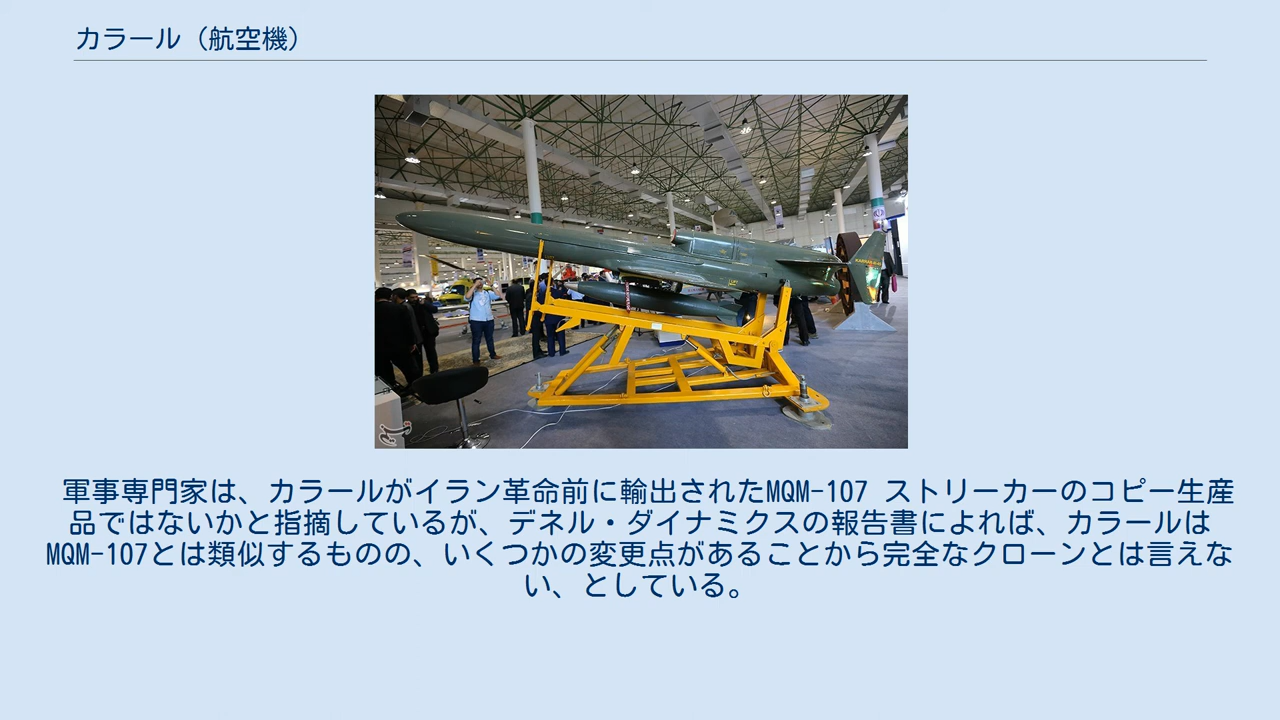 カラール（航空機）
軍事専門家は、カラールがイラン革命前に輸出されたMQM-107 ストリーカーのコピー生産
品ではないかと指摘しているが、デネル・ダイナミクスの報告書によれば、カラールは
MQM-107とは類似するものの、いくつかの変更点があることから完全なクローンとは言えな
い、としている。